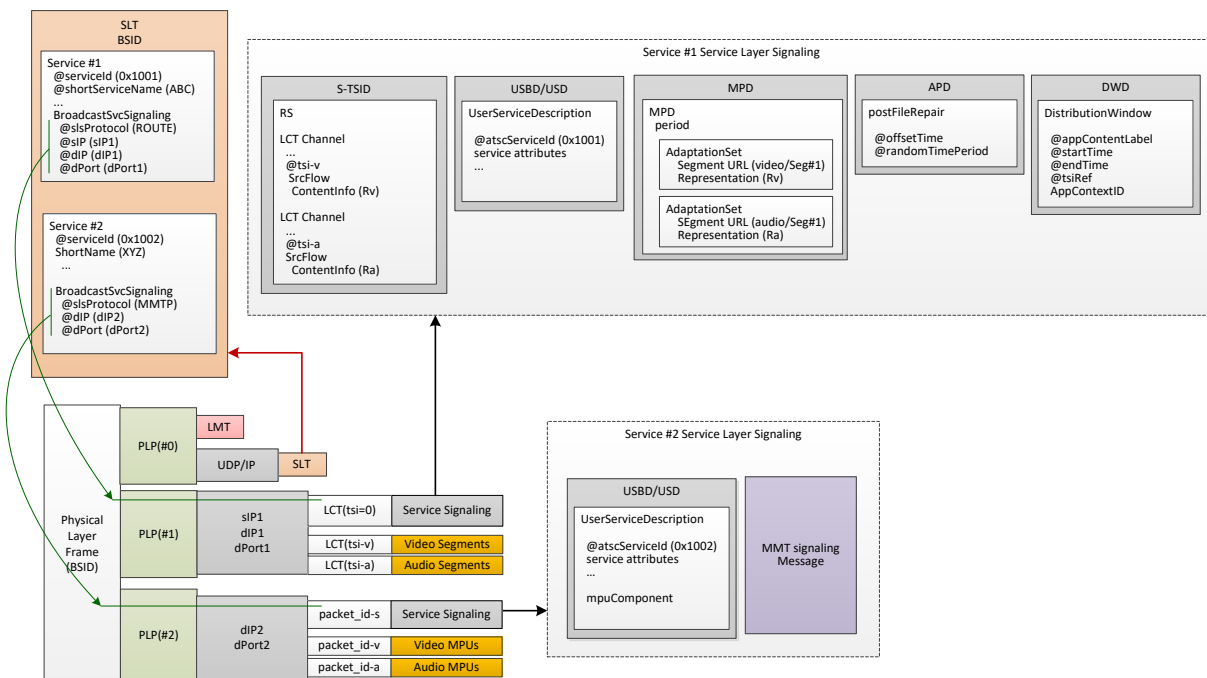 SLT
BSID
Service #1
@serviceId (0x1001)
@shortServiceName (ABC)
...
BroadcastSvcSignaling
@slsProtocol (ROUTE)
@sIP (sIP1)
@dIP (dIP1)
@dPort (dPort1)
Service #2
@serviceId (0x1002)
ShortName (XYZ)
...
BroadcastSvcSignaling
@slsProtocol (MMTP)
@dIP (dIP2)
@dPort (dPort2)
Service #1 Service Layer Signaling
S-TSID
RS
LCT Channel
...
@tsi-v
SrcFlow
ContentInfo (Rv)
LCT Channel
...
@tsi-a
SrcFlow
ContentInfo (Ra)
USBD/USD
UserServiceDescription
@atscServiceId (0x1001)
service attributes
...
MPD
MPD
period
AdaptationSet
Segment URL (video/Seg#1)
Representation (Rv)
AdaptationSet
SEgment URL (audio/Seg#1)
Representation (Ra)
APD
postFileRepair
@offsetTime
@randomTimePeriod
DWD
DistributionWindow
@appContentLabel
@startTime
@endTime
@tsiRef
AppContextID
Physical
Layer
Frame
(BSID)
PLP(#0)
LMT
UDP/IP
SLT
PLP(#1)
sIP1
dIP1
dPort1
LCT(tsi=0)
Service Signaling
LCT(tsi-v)
Video Segments
LCT(tsi-a)
Audio Segments
PLP(#2)
dIP2
dPort2
packet_id-s
Service Signaling
packet_id-v
Video MPUs
packet_id-a
Audio MPUs
Service #2 Service Layer Signaling
USBD/USD
UserServiceDescription
@atscServiceId (0x1002)
service attributes
...
mpuComponent
MMT signaling
Message